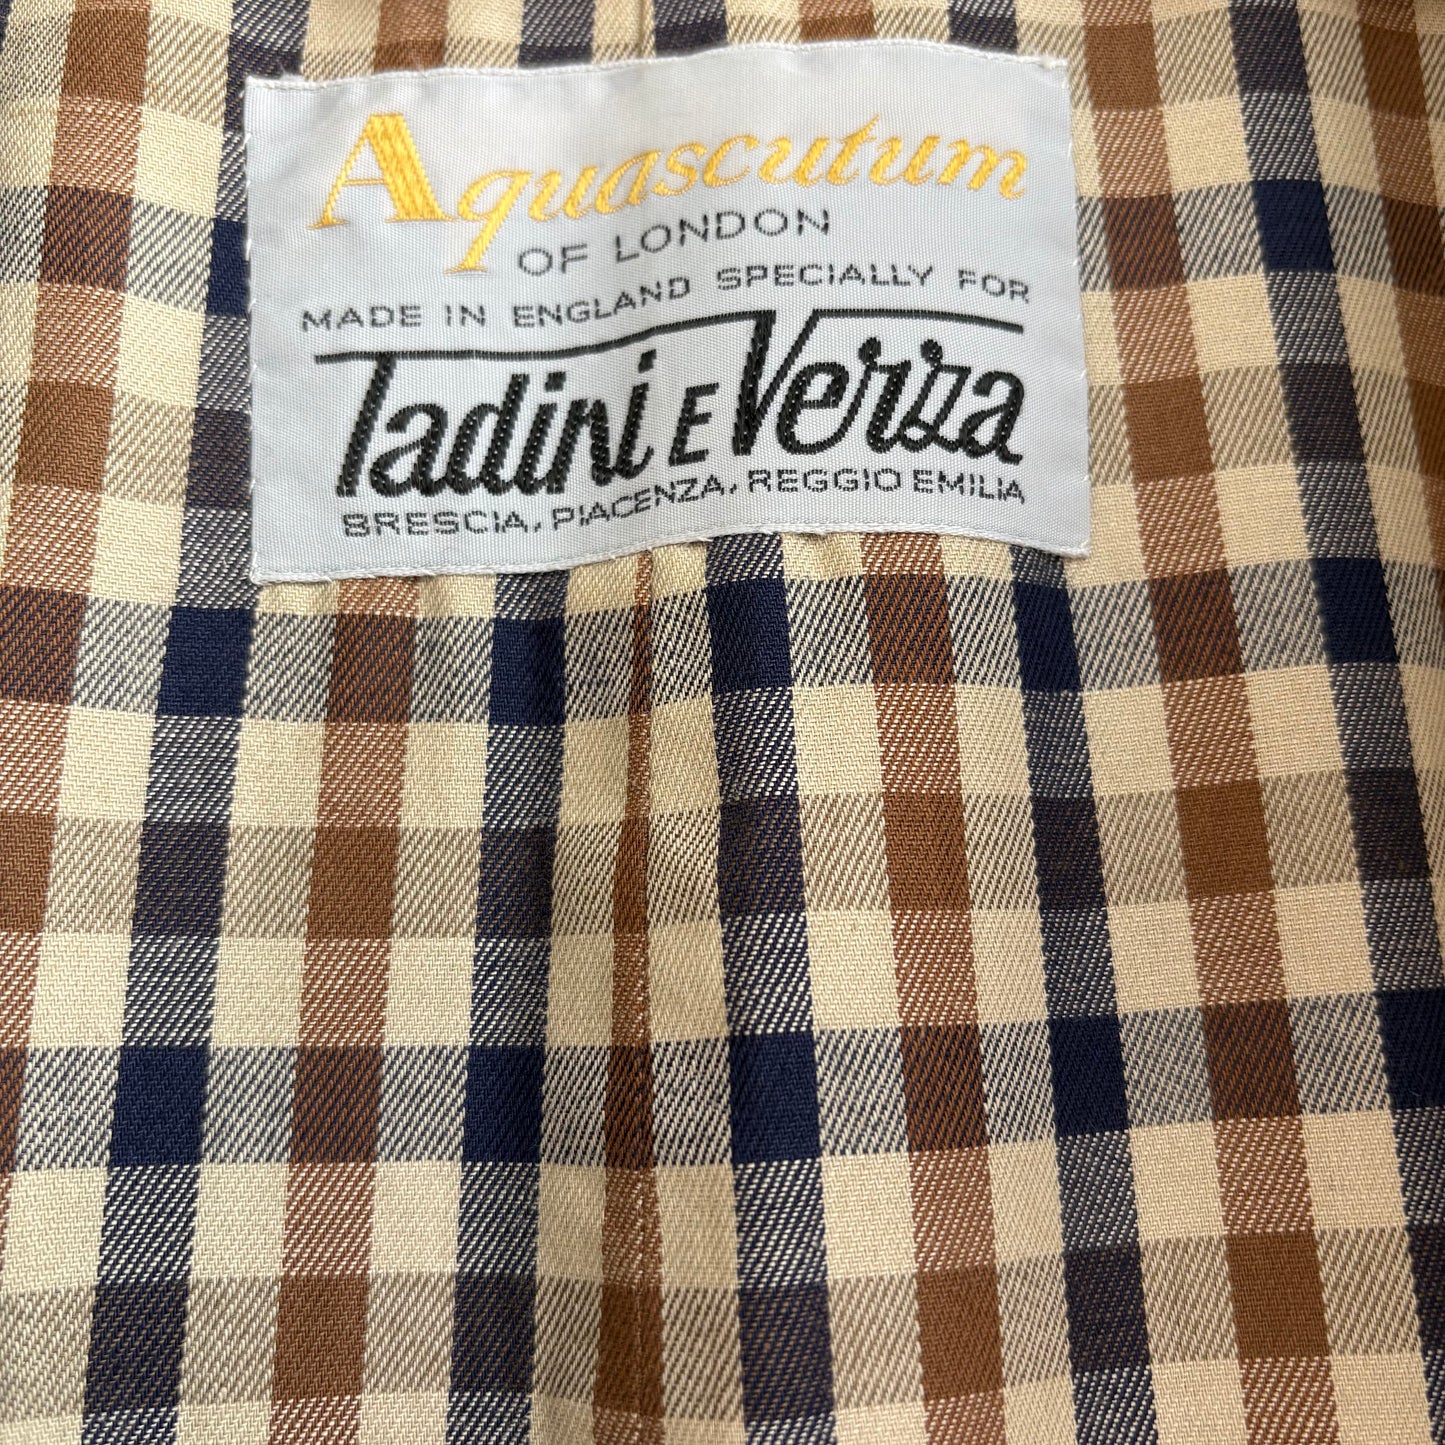 Aquascutum
OF LONDON
MADE IN ENGLAND SPECIALLY FOR
Tadini E Verza
BRESCIA, PIACENZA, REGGIO EMILIA